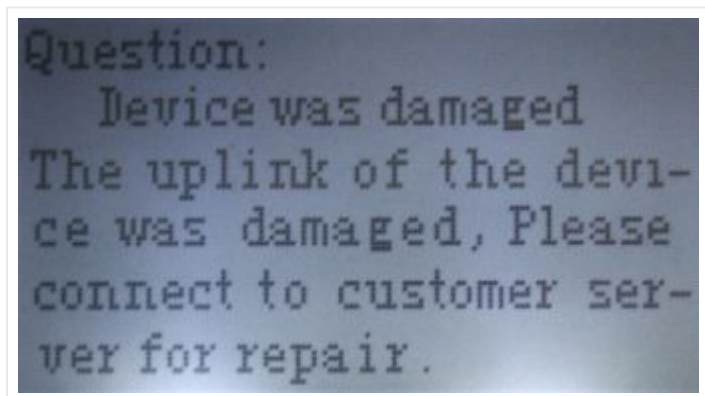 Question:
Device was damaged
The uplink of the devi-
ce was damaged, Please
connect to customer ser-
ver for repair.